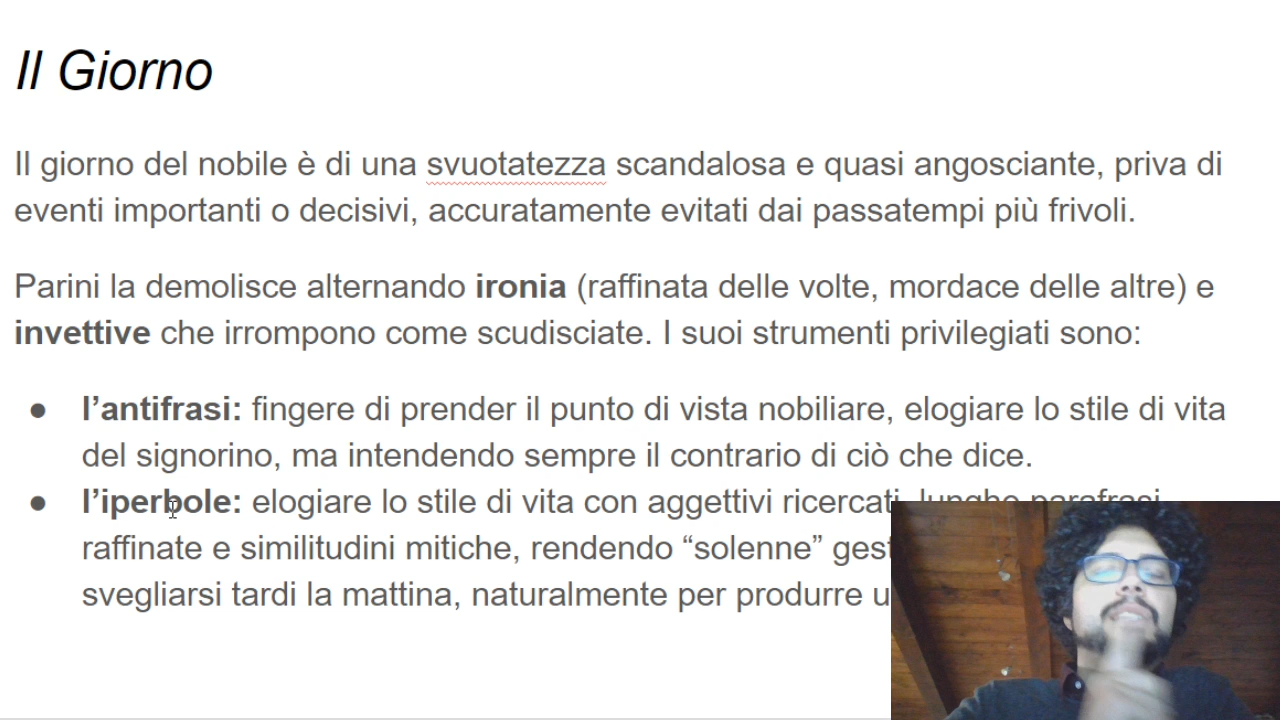 Il Giorno
Il giorno del nobile è di una svuotatezza scandalosa e quasi angosciante, priva di
eventi importanti o decisivi, accuratamente evitati dai passatempi più frivoli.
Parini la demolisce alternando ironia (raffinata delle volte, mordace delle altre) e
invettive che irrompono come scudisciate. I suoi strumenti privilegiati sono:
● l’antifrasi: fingere di prender il punto di vista nobiliare, elogiare lo stile di vita
del signorino, ma intendendo sempre il contrario di ciò che dice.
● l’iperbole: elogiare lo stile di vita con aggettivi ricercati, lunghe parafrasi
raffinate e similitudini mitiche, rendendo “solenne”
svegliarsi tardi la mattina, naturalmente per produrre